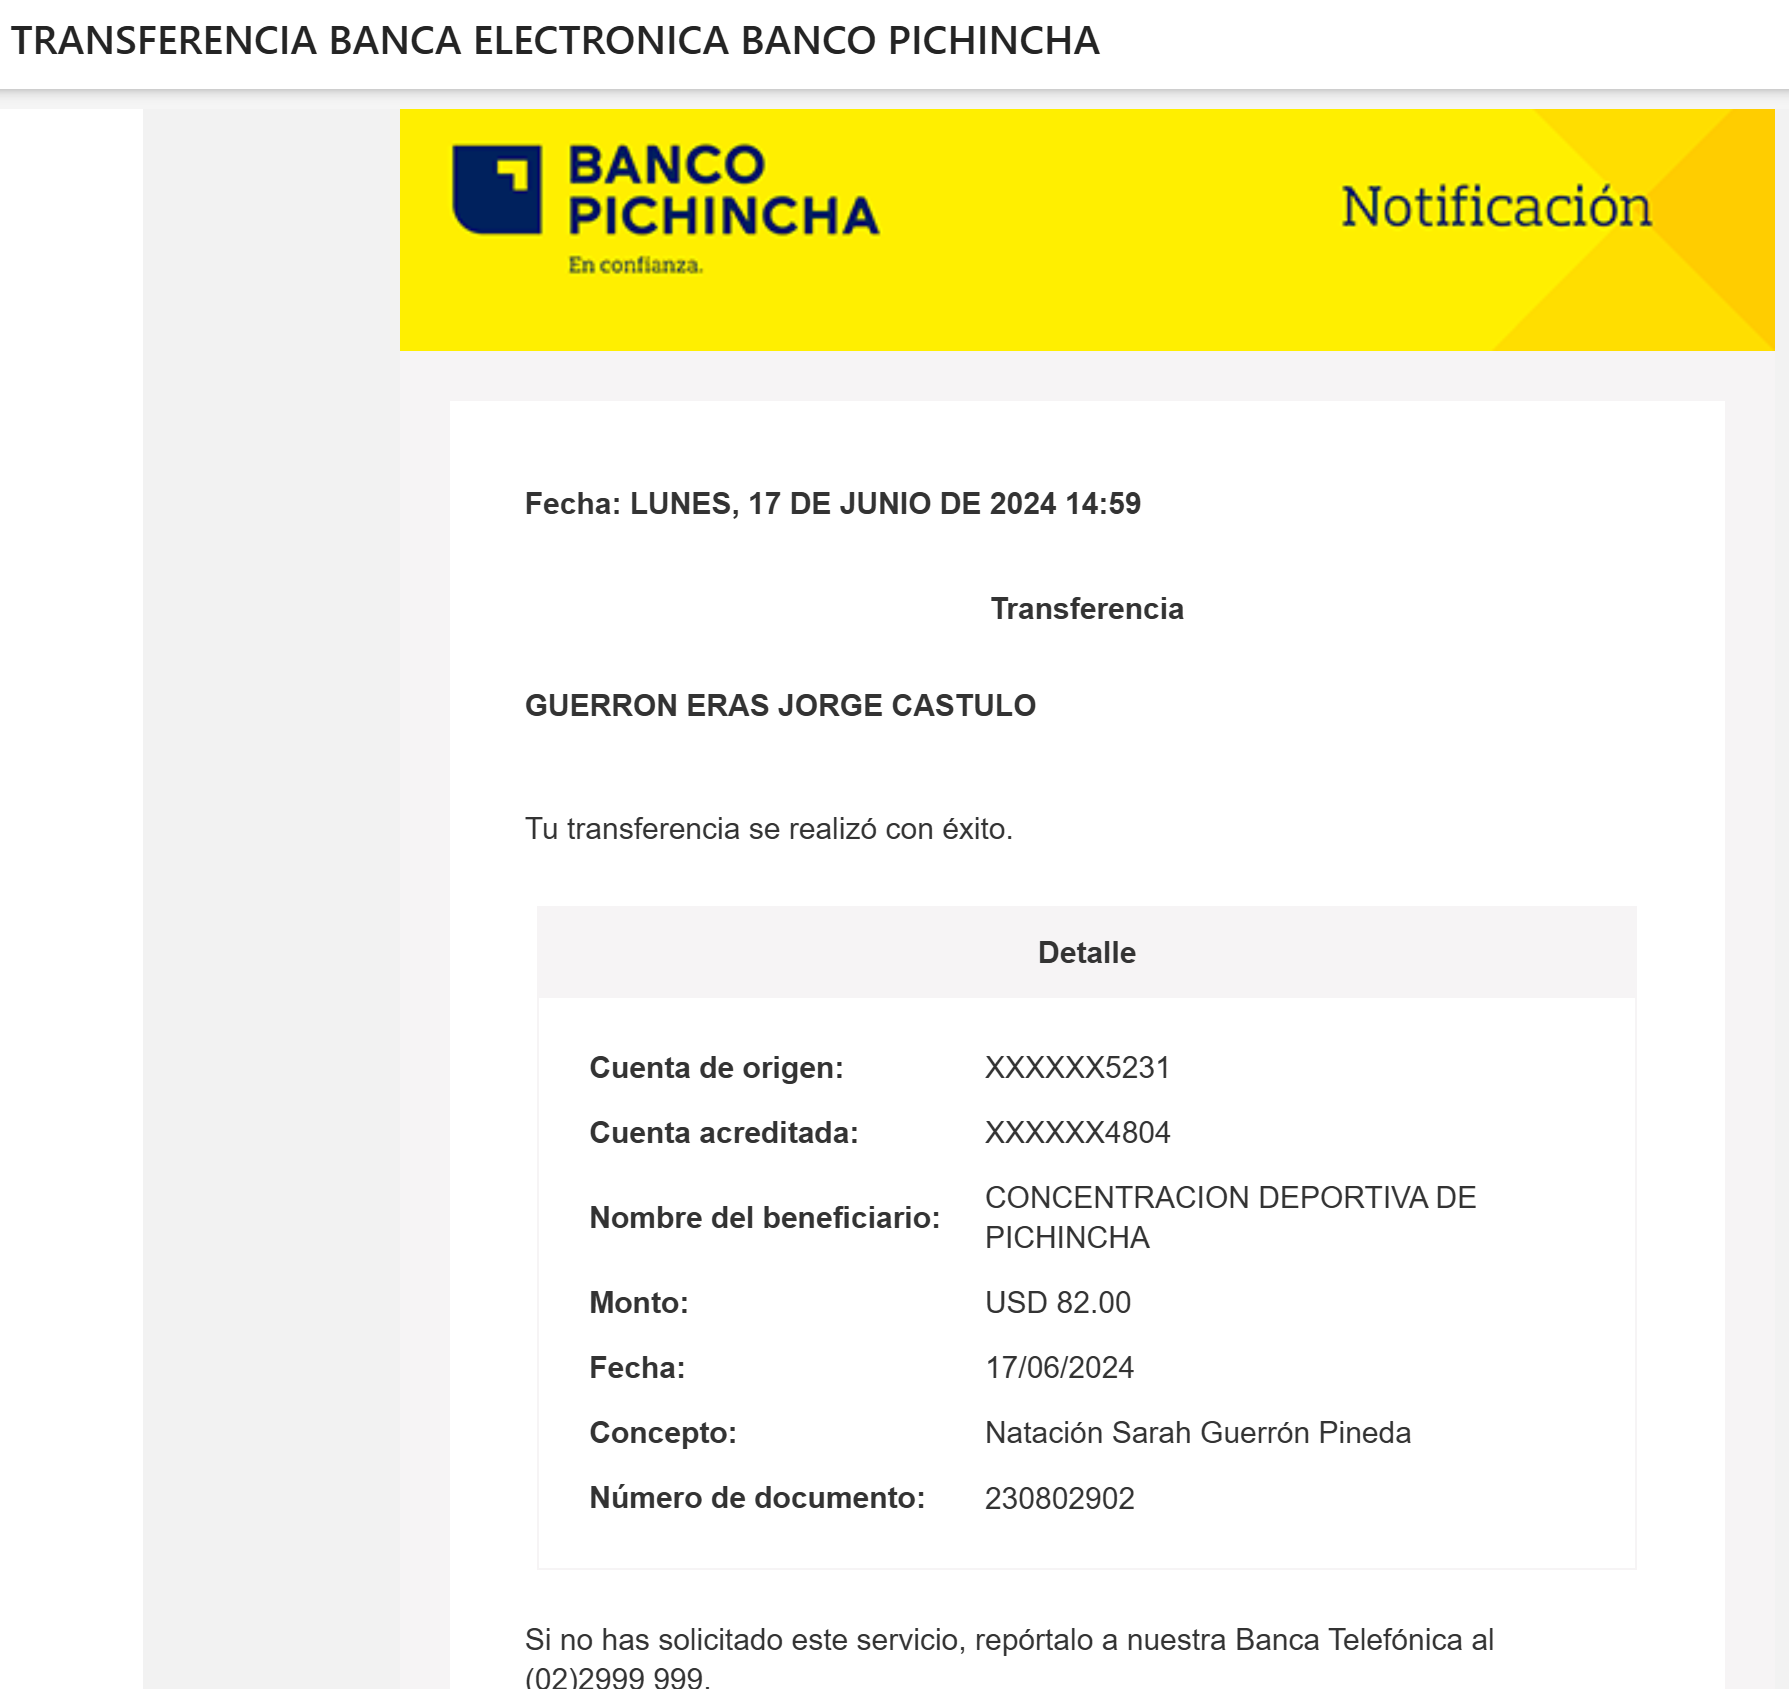 TRANSFERENCIA BANCA ELECTRONICA BANCO PICHINCHA
BANCO
PICHINCHA
En confianza.
Notificación
Fecha: LUNES, 17 DE JUNIO DE 2024 14:59
Transferencia
GUERRON ERAS JORGE CASTULO
Tu transferencia se realizó con éxito.
Detalle
Cuenta de origen: XXXXXX5231
Cuenta acreditada: XXXXXX4804
Nombre del beneficiario: CONCENTRACION DEPORTIVA DE
PICHINCHA
Monto: USD 82.00
Fecha: 17/06/2024
Concepto: Natación Sarah Guerrón Pineda
Número de documento: 230802902
Si no has solicitado este servicio, repórtalo a nuestra Banca Telefónica al
(02)2999 999.